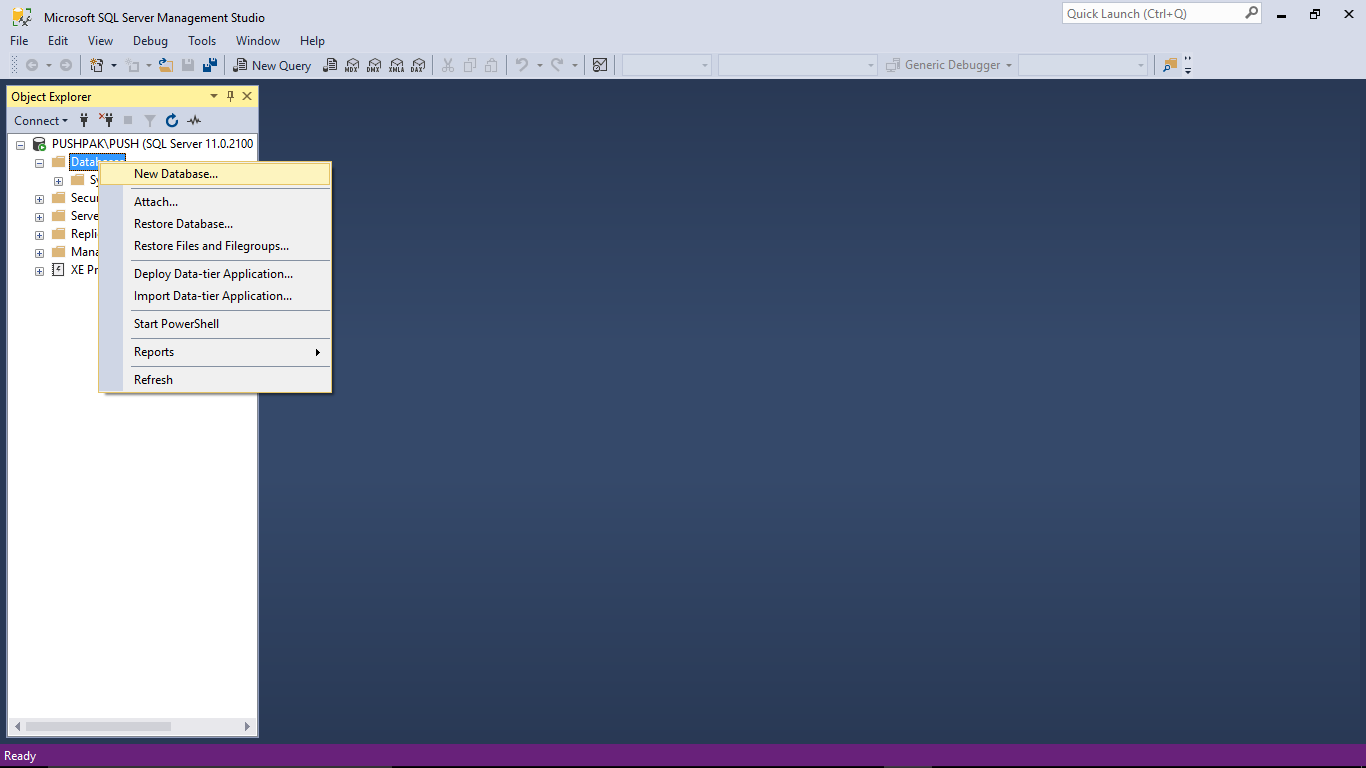 Microsoft SQL Server Management Studio
Quick Launch (Ctrl+Q)
File Edit View Debug Tools Window Help
New Query MDX DMX XMLA DAX Generic Debugger
Object Explorer
Connect
PUSHPAK\PUSH (SQL Server 11.0.2100
New Database...
Attach...
Restore Database...
Restore Files and Filegroups...
Deploy Data-tier Application...
Import Data-tier Application...
Start PowerShell
Reports
Refresh
Sy
Secu
Serve
Repli
Mana
XE Pr
Ready